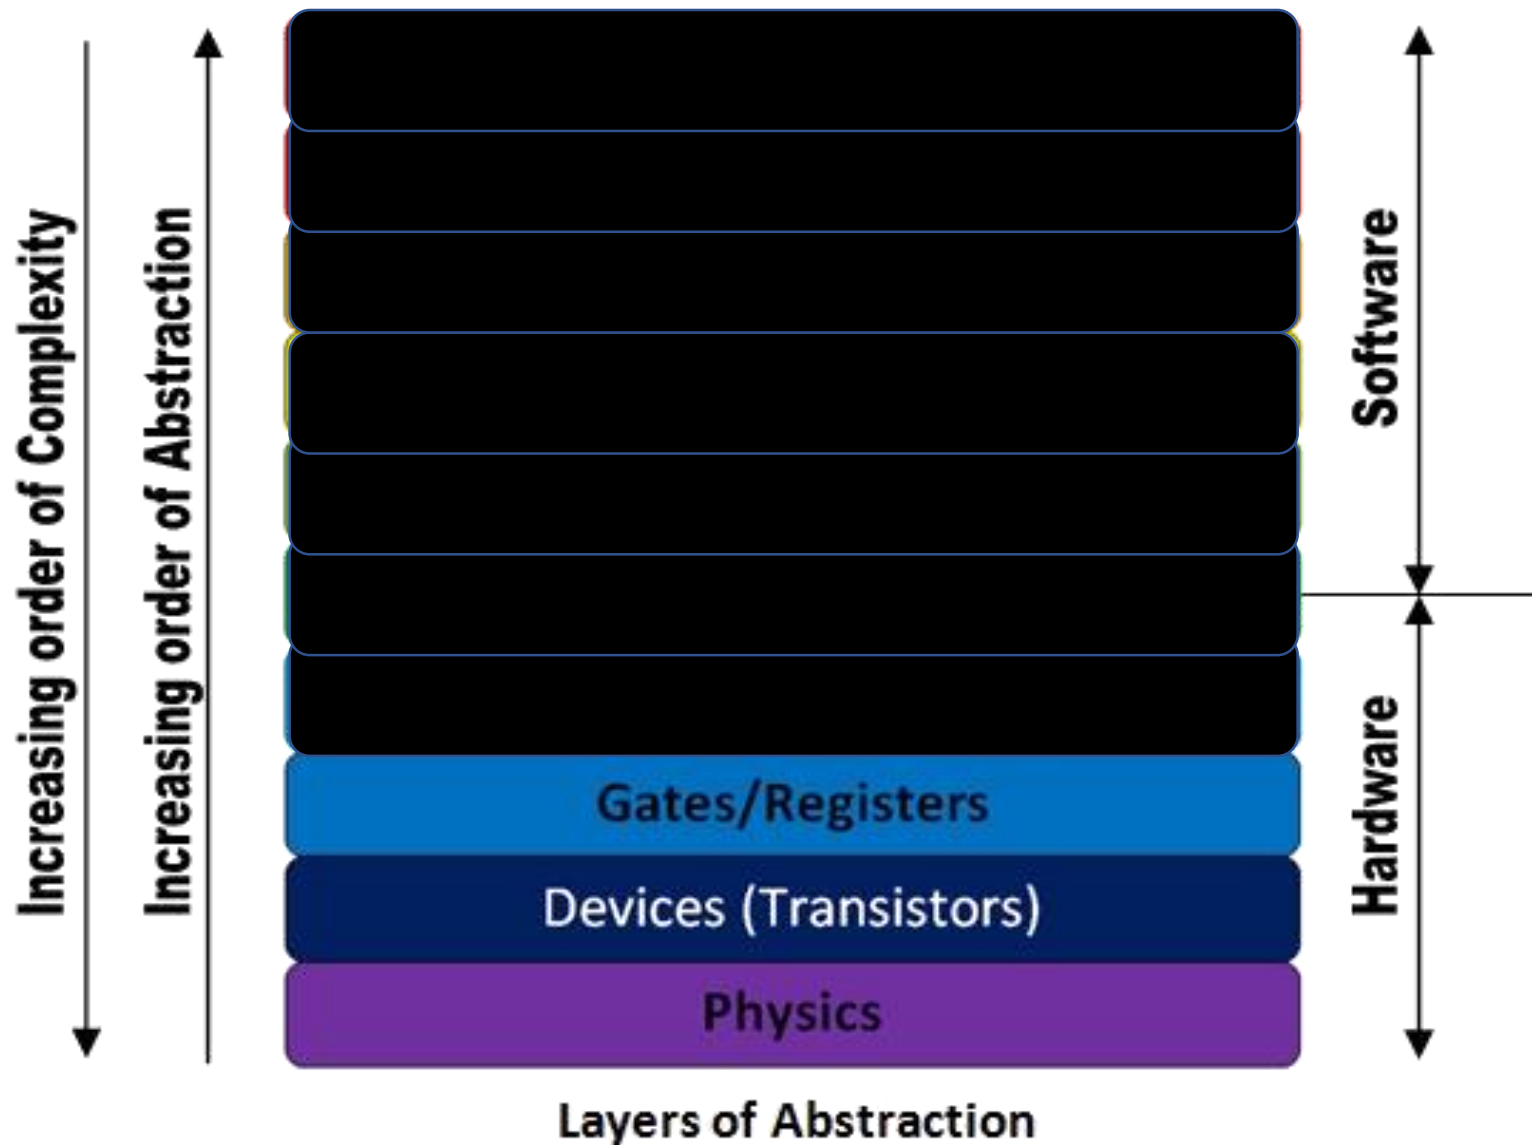 Increasing order of Complexity
Increasing order of Abstraction
Software
Hardware
Gates/Registers
Devices (Transistors)
Physics
Layers of Abstraction